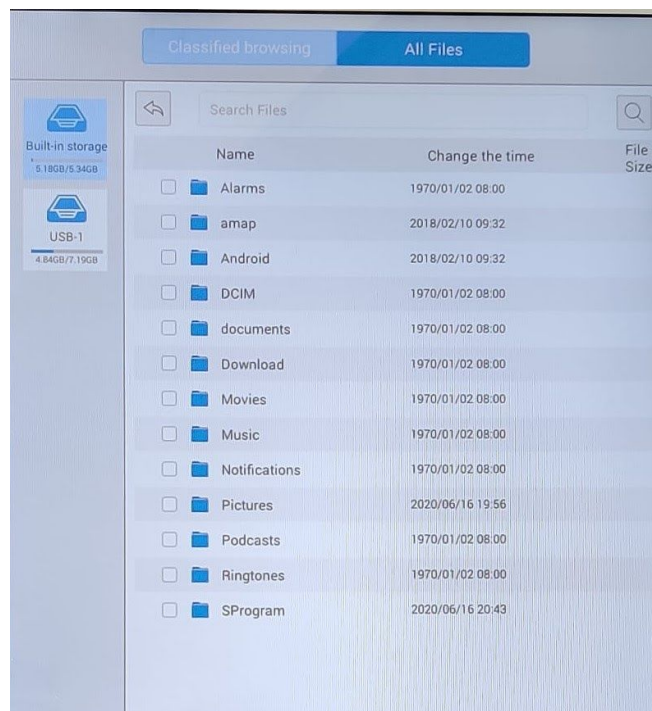 Classified browsing All Files
Built-in storage
5.18GB/5.34GB
USB-1
4.84GB/7.19GB
Search Files
Name Change the time File Size
Alarms 1970/01/02 08:00
amap 2018/02/10 09:32
Android 2018/02/10 09:32
DCIM 1970/01/02 08:00
documents 1970/01/02 08:00
Download 1970/01/02 08:00
Movies 1970/01/02 08:00
Music 1970/01/02 08:00
Notifications 1970/01/02 08:00
Pictures 2020/06/16 19:56
Podcasts 1970/01/02 08:00
Ringtones 1970/01/02 08:00
SProgram 2020/06/16 20:43